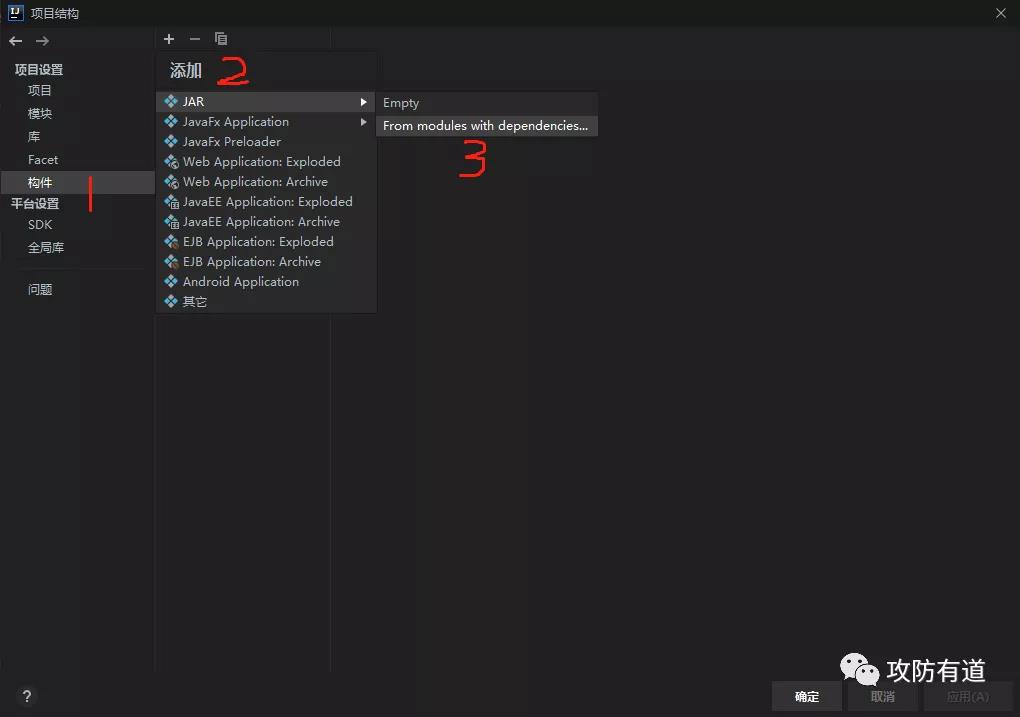 IJ 项目结构
添加 2
项目设置
项目
模块
库
Facet
构件 1
平台设置
SDK
全局库
问题
JAR
JavaFx Application
JavaFx Preloader
Web Application: Exploded
Web Application: Archive
JavaEE Application: Exploded
JavaEE Application: Archive
EJB Application: Exploded
EJB Application: Archive
Android Application
其它
Empty
From modules with dependencies...
3
攻防有道
?
确定
取消
应用(A)